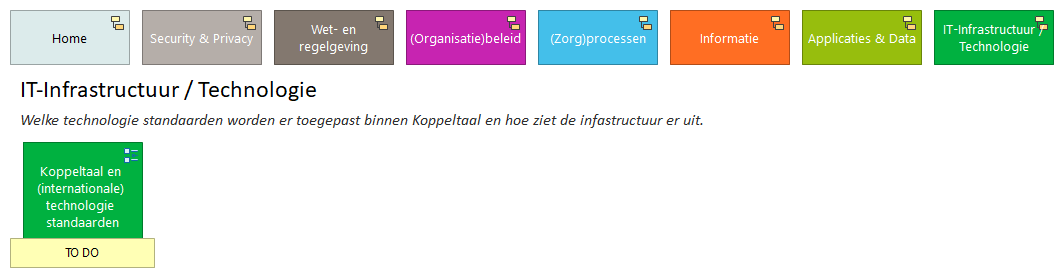 Home
Security & Privacy
Wet- en
regelgeving
(Organisatie)beleid
(Zorg)processen
Informatie
Applicaties & Data
IT-Infrastructuur /
Technologie
IT-Infrastructuur / Technologie
Welke technologie standaarden worden er toegepast binnen Koppeltaal en hoe ziet de infastructuur er uit.
Koppeltaal en
(internationale)
technologie
standaarden
TO DO